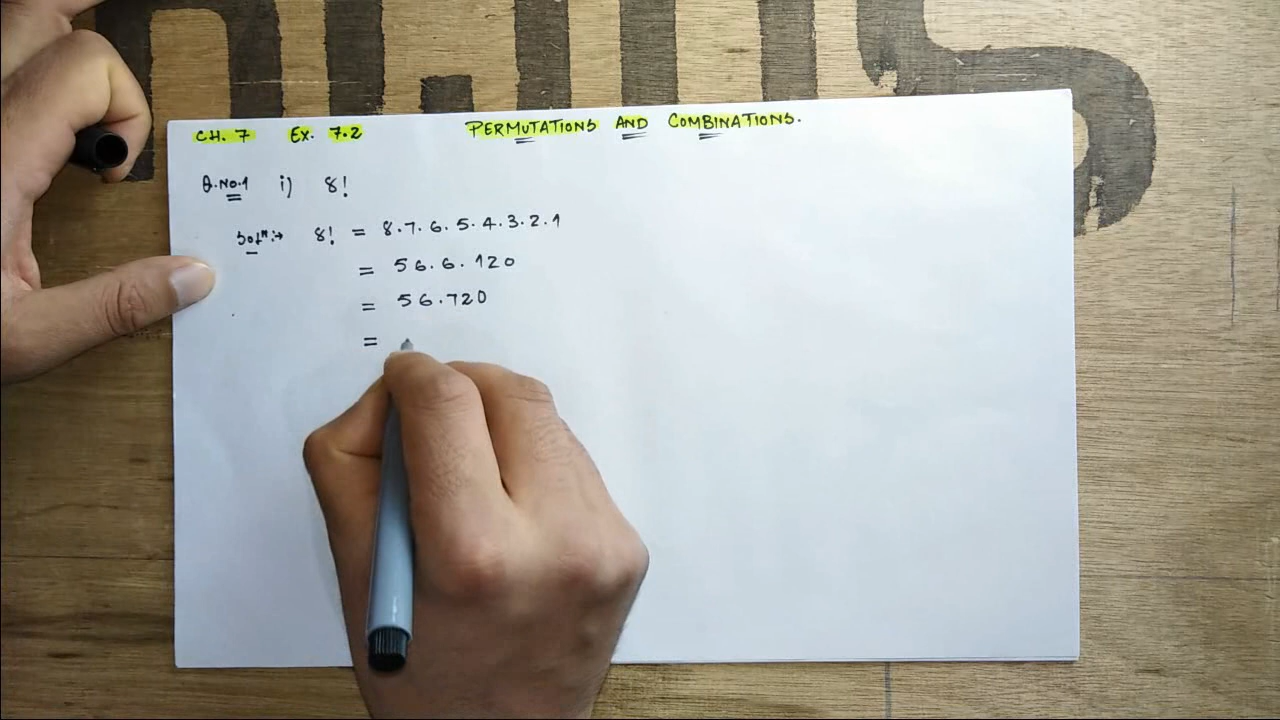 CH. 7 Ex. 7.2 PERMUTATIONS AND COMBINATIONS.
Q.NO.1 i) 8!
Solⁿ:→ 8! = 8.7.6.5.4.3.2.1
= 56.6.120
= 56.720
=